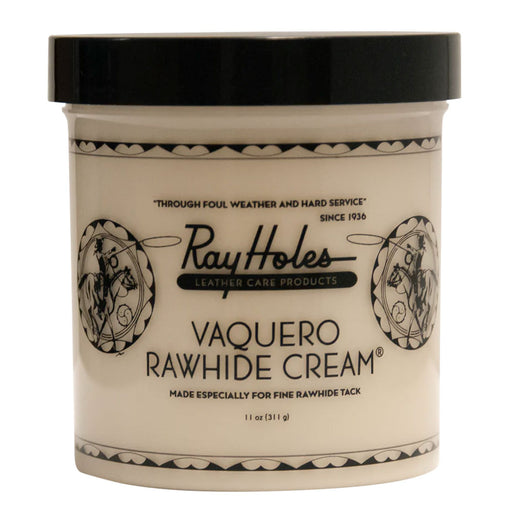 "THROUGH FOUL WEATHER AND HARD SERVICE"
SINCE 1936
Ray Holes
LEATHER CARE PRODUCTS
VAQUERO
RAWHIDE CREAM®
MADE ESPECIALLY FOR FINE RAWHIDE TACK
11 oz (311 g)